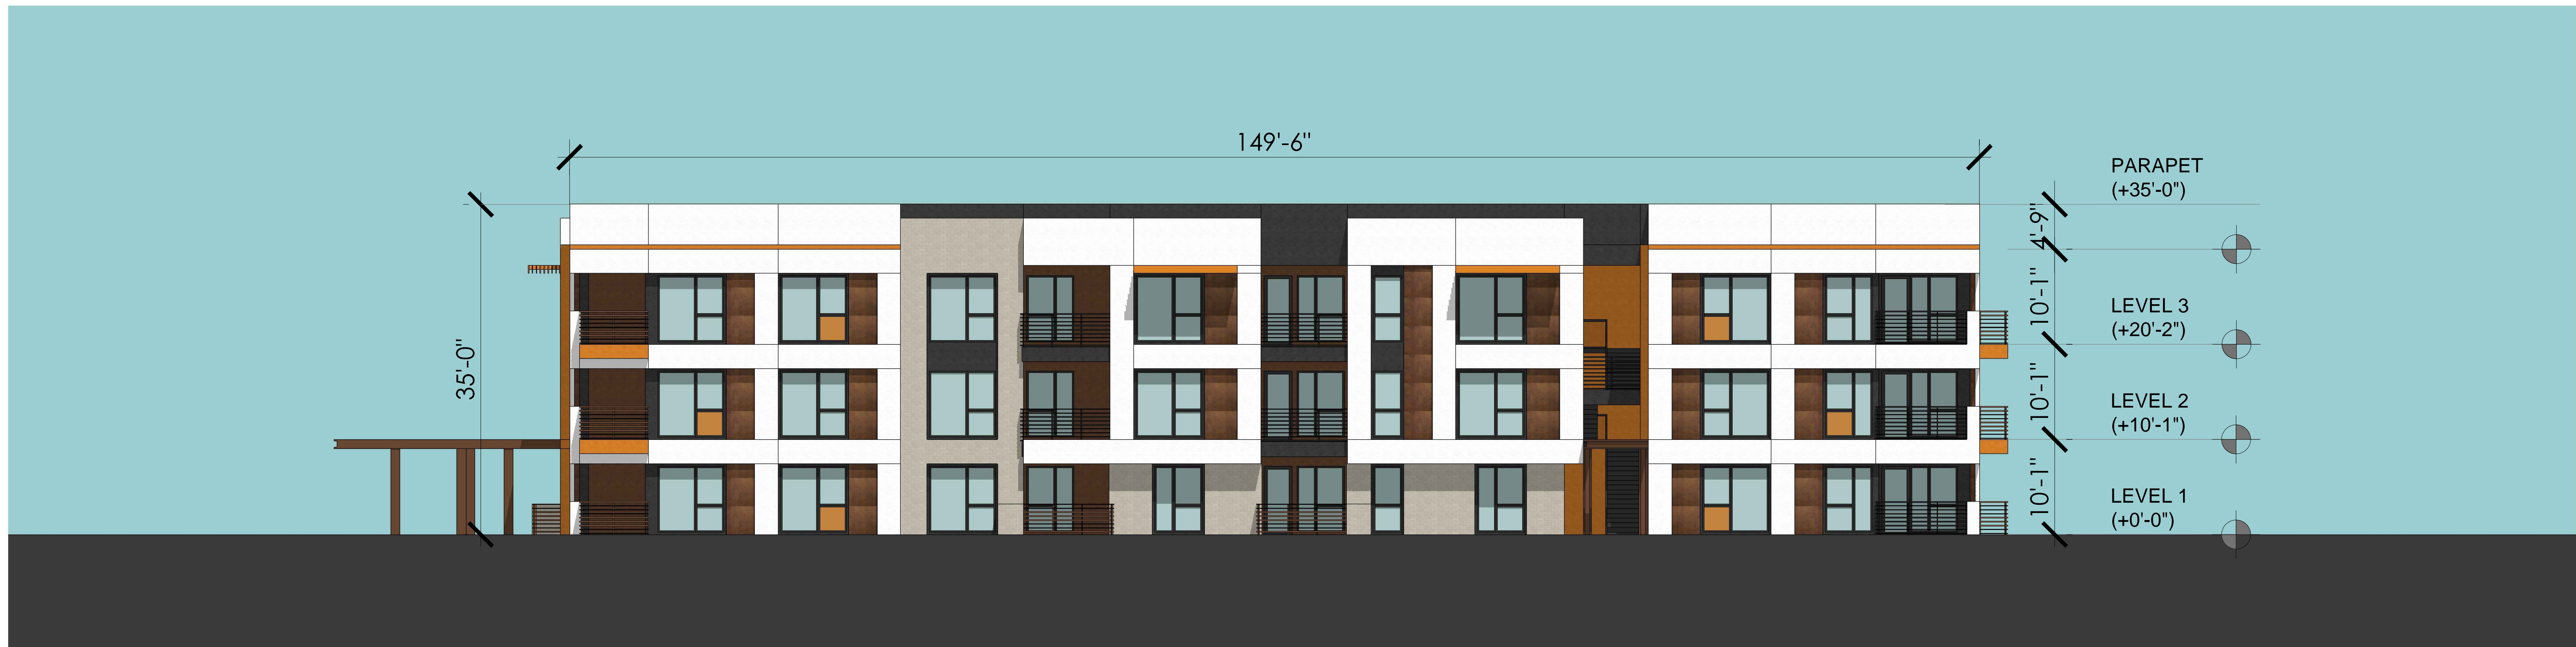 149'-6"
PARAPET
(+35'-0")
4'-9"
35'-0"
10'-1"
LEVEL 3
(+20'-2")
10'-1"
LEVEL 2
(+10'-1")
10'-1"
LEVEL 1
(+0'-0")